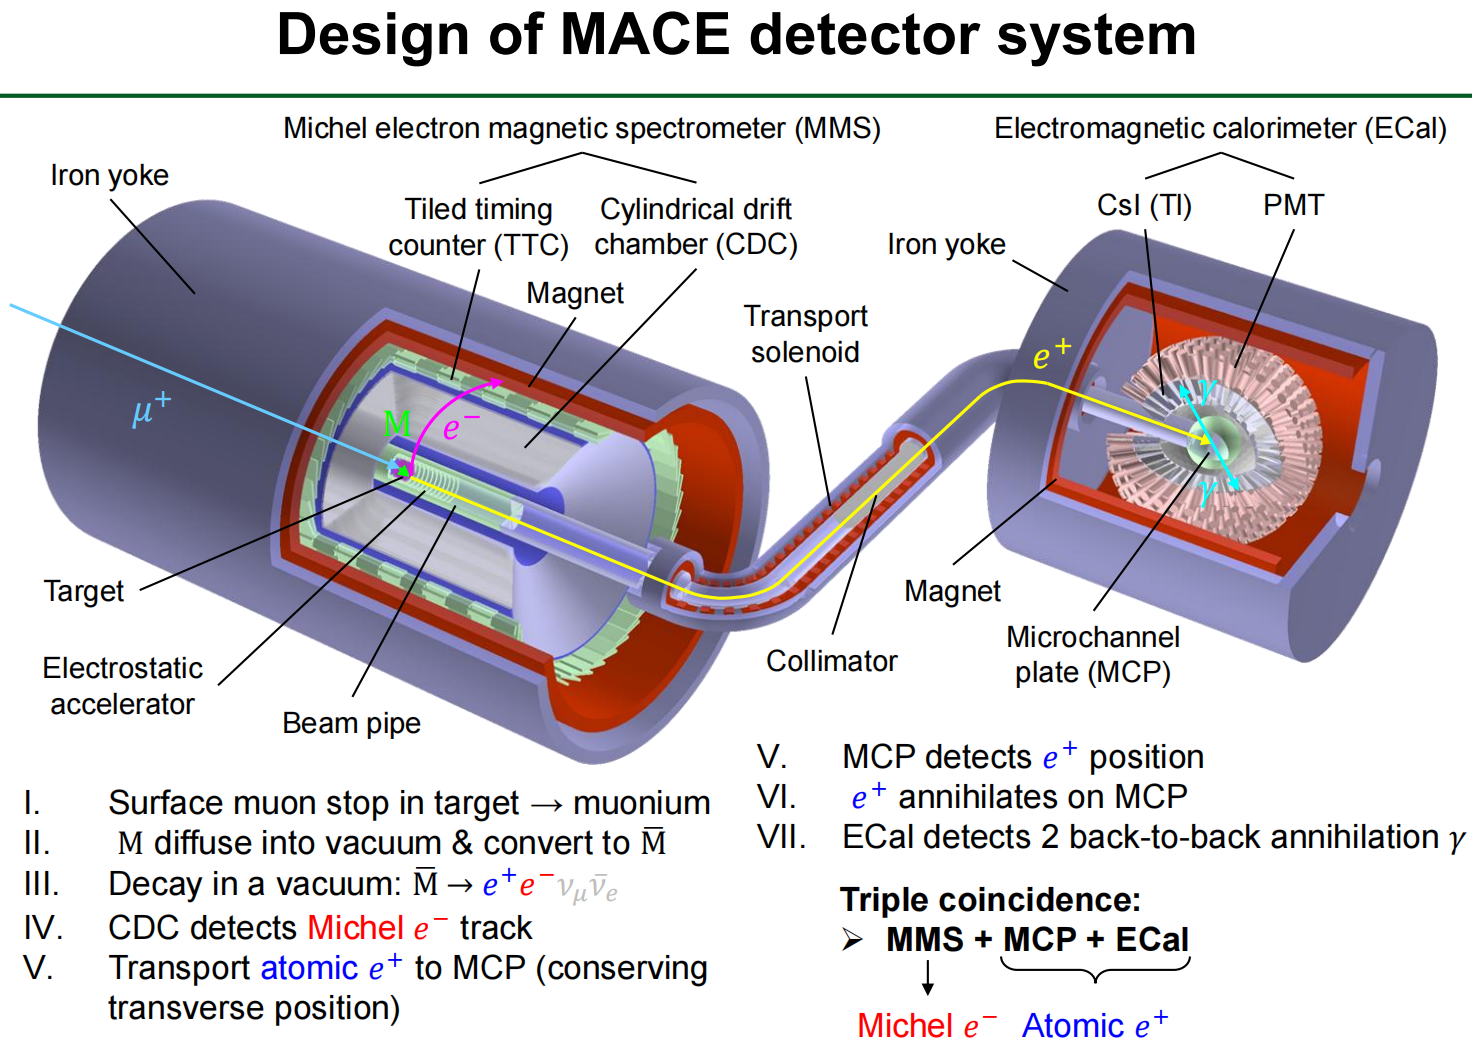 Design of MACE detector system
Michel electron magnetic spectrometer (MMS)
Electromagnetic calorimeter (ECal)
Iron yoke
Tiled timing
counter (TTC)
Cylindrical drift
chamber (CDC)
CsI (Tl)
PMT
Iron yoke
Magnet
Transport
solenoid
e⁺
μ⁺
M
e⁻
γ
γ
Target
Magnet
Electrostatic
accelerator
Collimator
Microchannel
plate (MCP)
Beam pipe
I. Surface muon stop in target → muonium
II. M diffuse into vacuum & convert to M̅
III. Decay in a vacuum: M̅ → e⁺e⁻ν_μν̅_e
IV. CDC detects Michel e⁻ track
V. Transport atomic e⁺ to MCP (conserving
transverse position)
V. MCP detects e⁺ position
VI. e⁺ annihilates on MCP
VII. ECal detects 2 back-to-back annihilation γ
Triple coincidence:
➢ MMS + MCP + ECal
Michel e⁻ Atomic e⁺